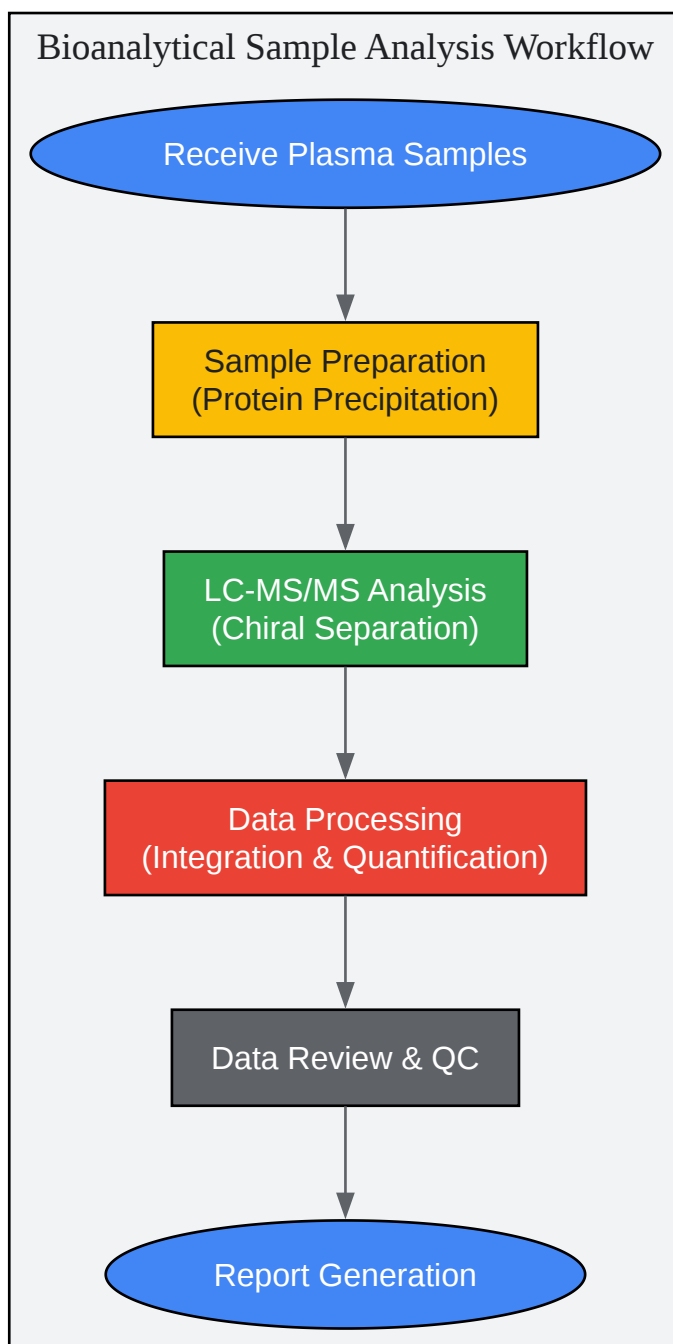 Bioanalytical Sample Analysis Workflow
Receive Plasma Samples
Sample Preparation
(Protein Precipitation)
LC-MS/MS Analysis
(Chiral Separation)
Data Processing
(Integration & Quantification)
Data Review & QC
Report Generation